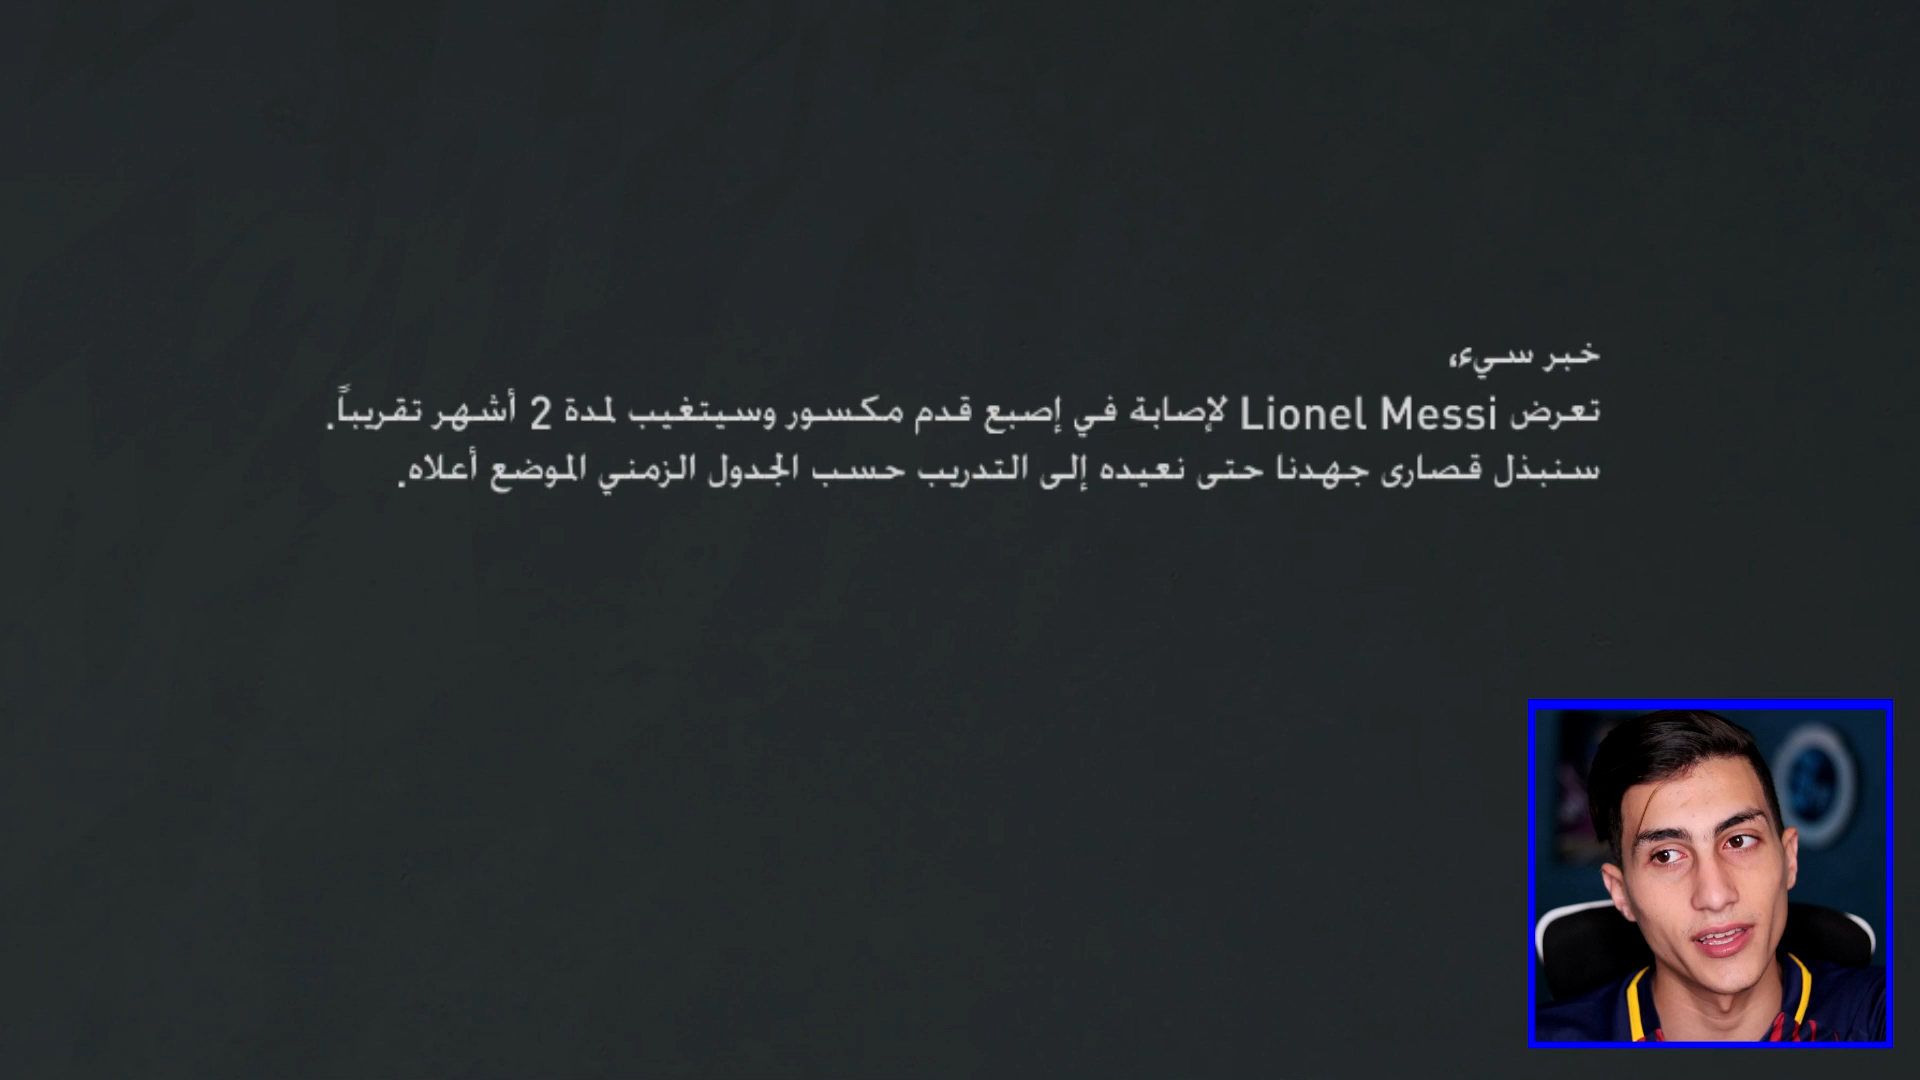 خبر سيء،
تعرض Lionel Messi لإصابة في إصبع قدم مكسور وسيتغيب لمدة 2 أشهر تقريباً.
سنبذل قصارى جهدنا حتى نعيده إلى التدريب حسب الجدول الزمني الموضع أعلاه.